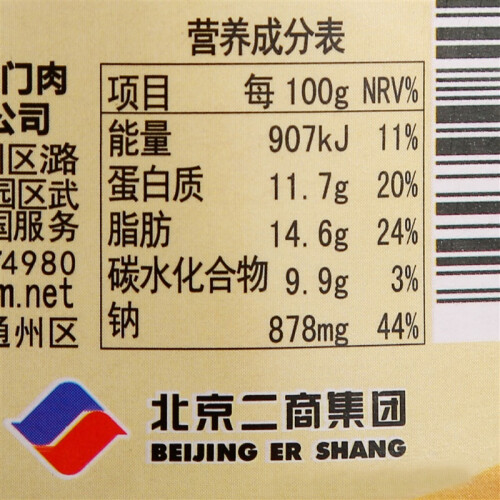 营养成分表
项目 每 100g NRV%
能量 907kJ 11%
蛋白质 11.7g 20%
脂肪 14.6g 24%
碳水化合物 9.9g 3%
钠 878mg 44%
门肉
公司
区潞
园区武
国服务
4980
m.net
通州区
北京二商集团
BEIJING ER SHANG